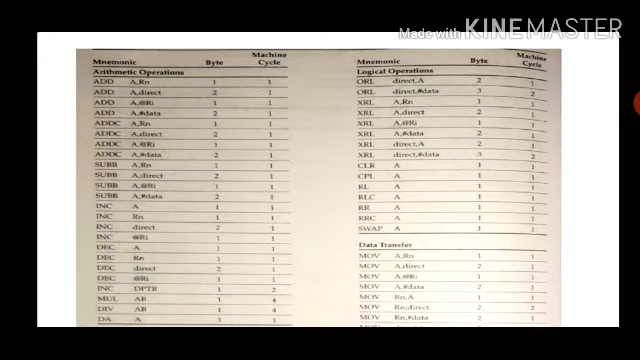 Made with KINEMASTER
Mnemonic Byte Machine Cycle
Arithmetic Operations
ADD A,Rn 1 1
ADD A,direct 2 1
ADD A,@Ri 1 1
ADD A,#data 2 1
ADDC A,Rn 1 1
ADDC A,direct 2 1
ADDC A,@Ri 1 1
ADDC A,#data 2 1
SUBB A,Rn 1 1
SUBB A,direct 2 1
SUBB A,@Ri 1 1
SUBB A,#data 2 1
INC A 1 1
INC Rn 1 1
INC direct 2 1
INC @Ri 1 1
DEC A 1 1
DEC Rn 1 1
DEC direct 2 1
DEC @Ri 1 1
INC DPTR 1 2
MUL AB 1 4
DIV AB 1 4
DA A 1 1
Mnemonic Byte Machine Cycle
Logical Operations
ORL direct,A 2 1
ORL direct,#data 3 2
XRL A,Rn 1 1
XRL A,direct 2 1
XRL A,@Ri 1 1
XRL A,#data 2 1
XRL direct,A 2 1
XRL direct,#data 3 2
CLR A 1 1
CPL A 1 1
RL A 1 1
RLC A 1 1
RR A 1 1
RRC A 1 1
SWAP A 1 1
Data Transfer
MOV A,Rn 1 1
MOV A,direct 2 1
MOV A,@Ri 1 1
MOV A,#data 2 1
MOV Rn,A 1 1
MOV Rn,direct 2 2
MOV Rn,#data 2 1